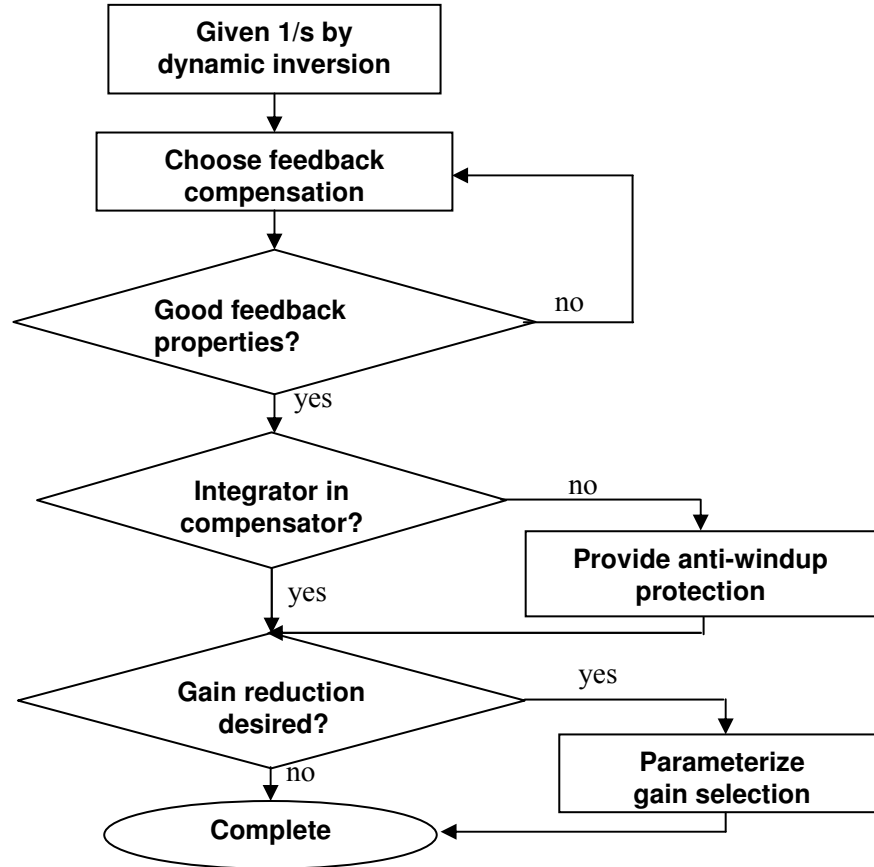 Given 1/s by
dynamic inversion
Choose feedback
compensation
Good feedback
properties?
no
yes
Integrator in
compensator?
no
Provide anti-windup
protection
yes
Gain reduction
desired?
yes
Parameterize
gain selection
no
Complete